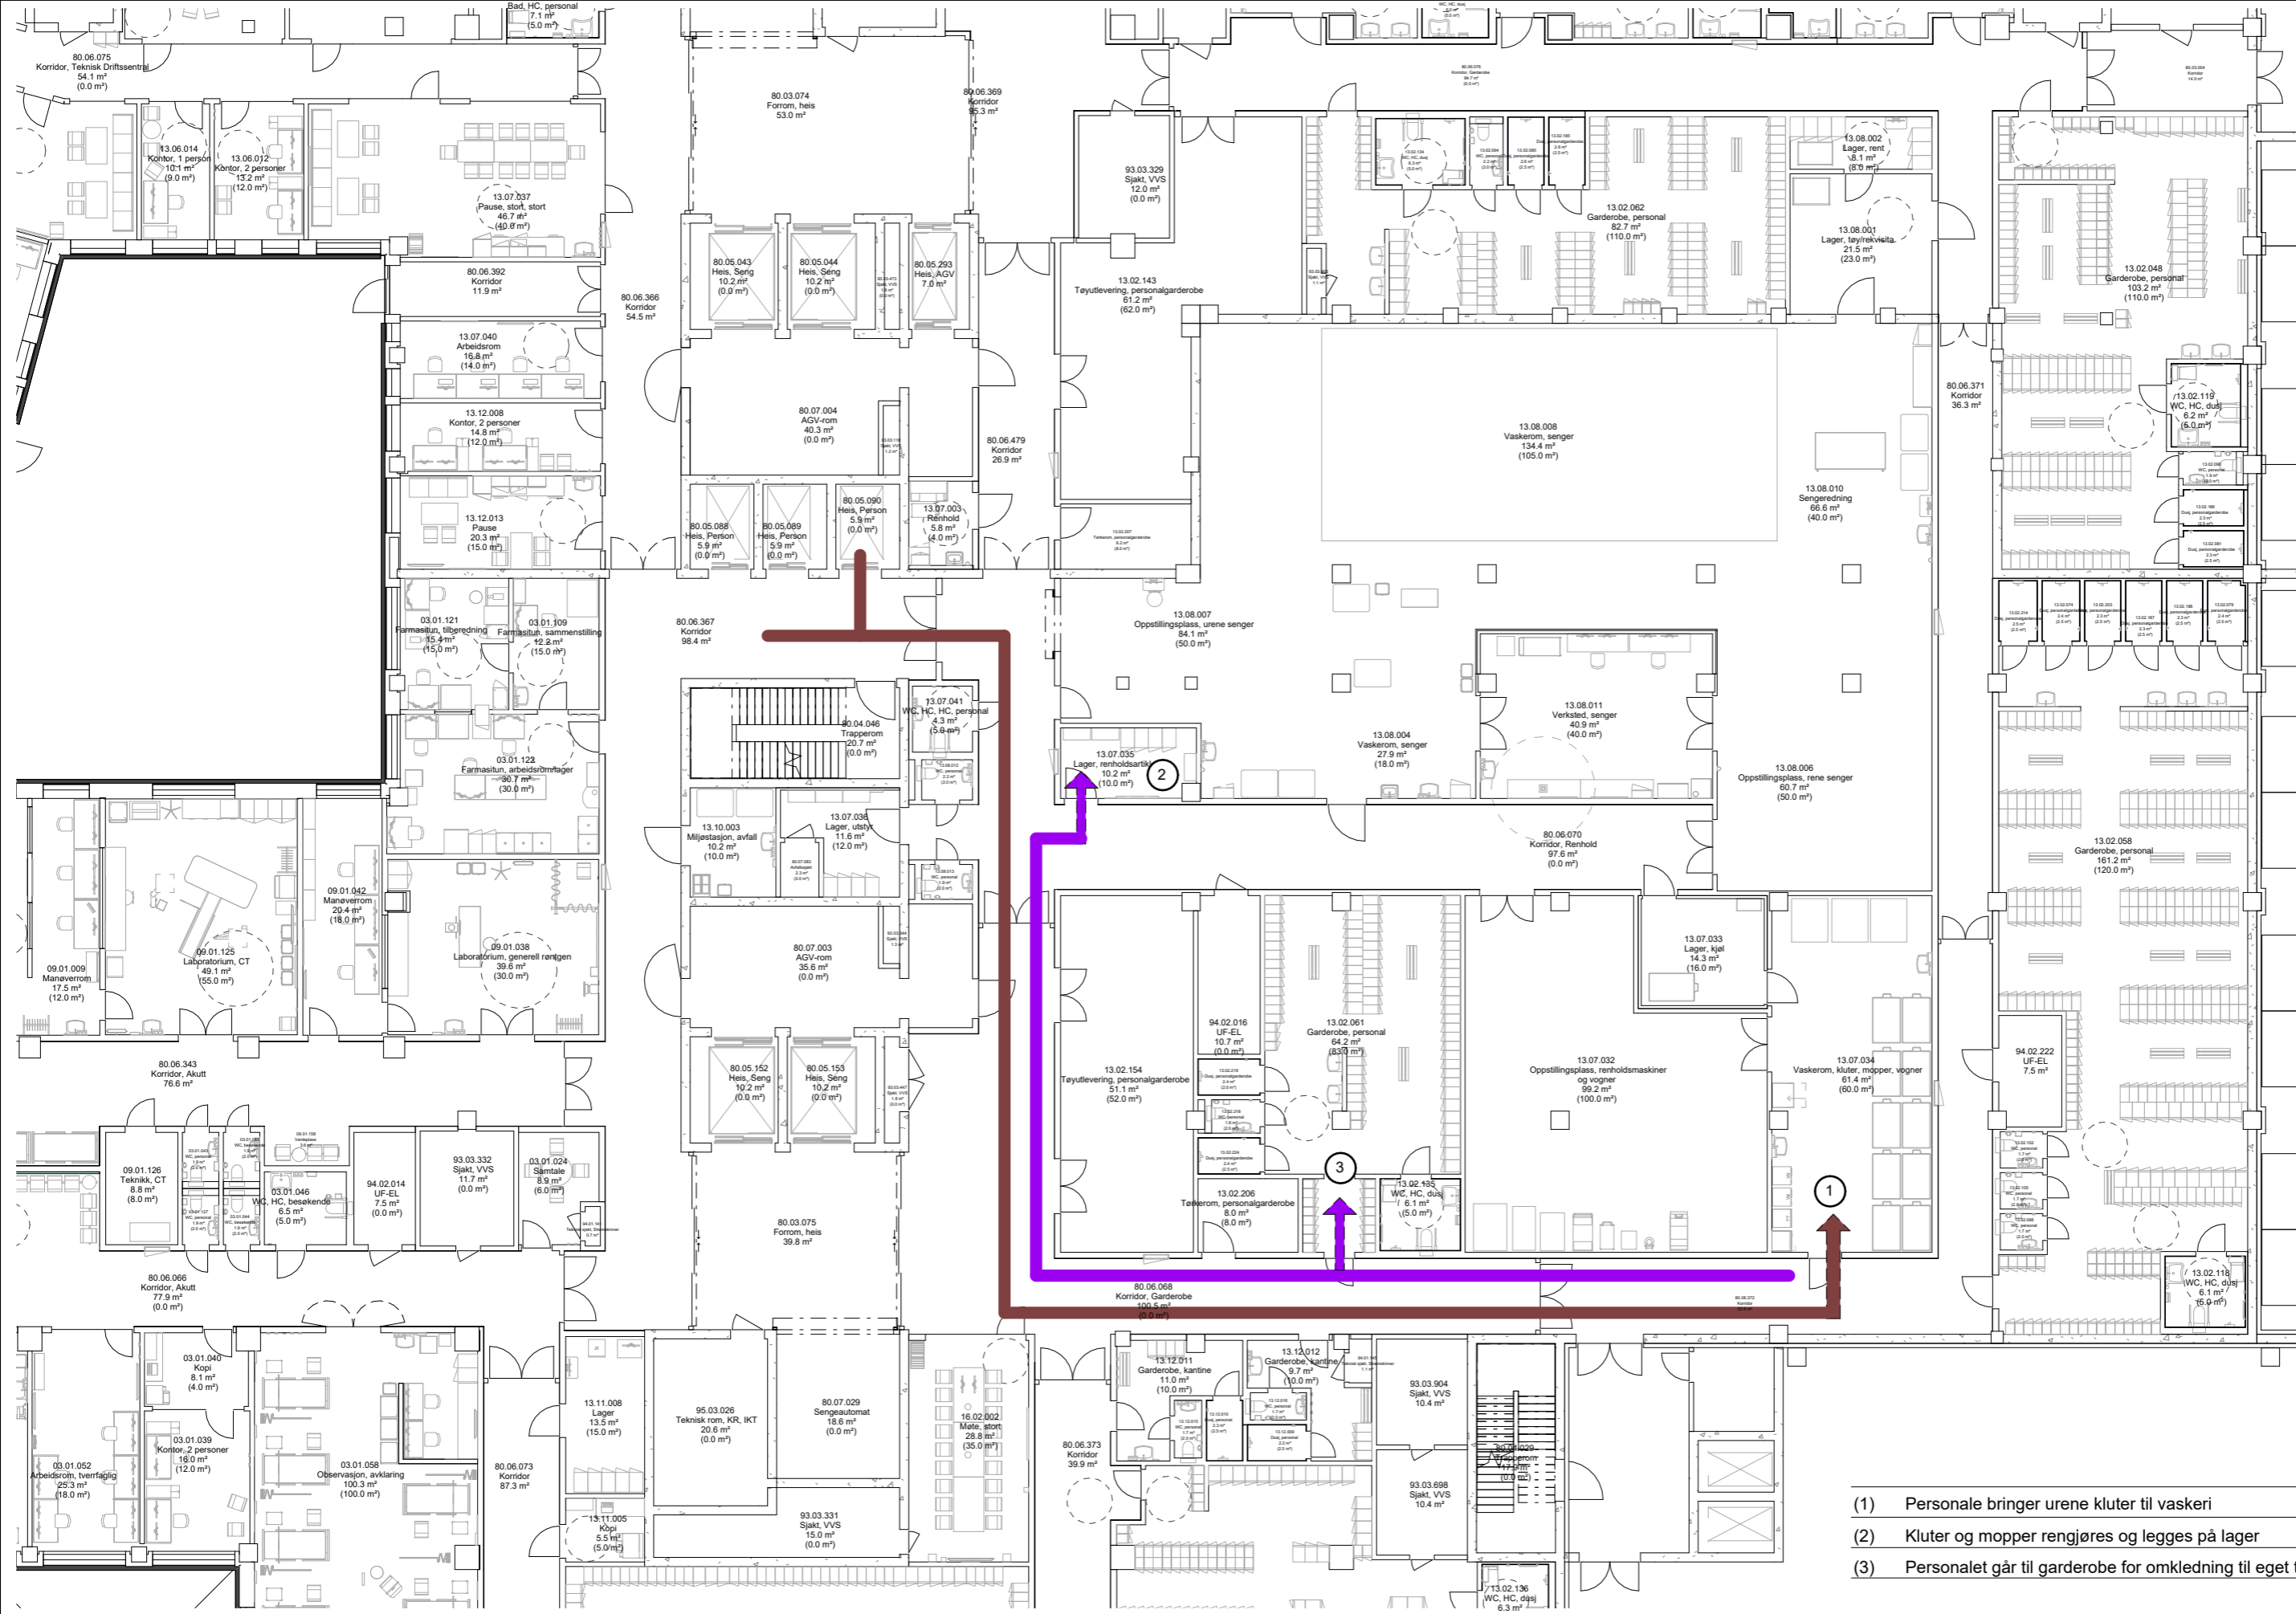 Bad, HC, personal
7.1 m²
(5.0 m²)
80.06.075
Korridor, Teknisk Driftssentral
54.1 m²
(0.0 m²)
80.03.074
Forrom, heis
53.0 m²
80.06.369
Korridor
95.3 m²
80.06.076
Korridor, Garderobe
94.7 m²
(0.0 m²)
80.03.004
Korridor
14.0 m²
13.06.014
Kontor, 1 person
10.1 m²
(9.0 m²)
13.06.012
Kontor, 2 personer
13.2 m²
(12.0 m²)
13.07.037
Pause, stort, stort
46.7 m²
(40.0 m²)
93.03.329
Sjakt, VVS
12.0 m²
(0.0 m²)
13.02.062
Garderobe, personal
82.7 m²
(110.0 m²)
13.08.002
Lager, rent
8.1 m²
(8.0 m²)
13.08.001
Lager, tøy/rekvisita
21.5 m²
(23.0 m²)
13.02.048
Garderobe, personal
103.2 m²
(110.0 m²)
80.06.392
Korridor
11.9 m²
80.06.366
Korridor
54.5 m²
80.05.043
Heis, Seng
10.2 m²
(0.0 m²)
80.05.044
Heis, Seng
10.2 m²
(0.0 m²)
80.05.293
Heis, AGV
7.0 m²
13.02.143
Tøyutlevering, personalgarderobe
61.2 m²
(62.0 m²)
13.07.040
Arbeidsrom
16.8 m²
(14.0 m²)
13.12.008
Kontor, 2 personer
14.8 m²
(12.0 m²)
80.07.004
AGV-rom
40.3 m²
(0.0 m²)
80.06.479
Korridor
26.9 m²
13.08.008
Vaskerom, senger
134.4 m²
(105.0 m²)
80.06.371
Korridor
36.3 m²
13.02.119
WC, HC, dusj
6.2 m²
(5.0 m²)
13.12.013
Pause
20.3 m²
(15.0 m²)
80.05.088
Heis, Person
5.9 m²
(0.0 m²)
80.05.089
Heis, Person
5.9 m²
(0.0 m²)
80.05.090
Heis, Person
5.9 m²
(0.0 m²)
13.07.003
Renhold
5.8 m²
(4.0 m²)
13.08.010
Sengeredning
66.6 m²
(40.0 m²)
03.01.121
Farmasitun, tilberedning
15.4 m²
(15.0 m²)
03.01.109
Farmasitun, sammenstilling
12.2 m²
(15.0 m²)
80.06.367
Korridor
98.4 m²
13.08.007
Oppstillingsplass, urene senger
84.1 m²
(50.0 m²)
03.01.122
Farmasitun, arbeidsrom/lager
30.7 m²
(30.0 m²)
80.04.046
Trapperom
20.7 m²
(0.0 m²)
13.07.041
WC, HC, HC, personal
4.3 m²
(5.0 m²)
13.07.035
Lager, renholdsartikl
10.2 m²
(10.0 m²)
2
13.08.004
Vaskerom, senger
27.9 m²
(18.0 m²)
13.08.011
Verksted, senger
40.9 m²
(40.0 m²)
13.08.006
Oppstillingsplass, rene senger
60.7 m²
(50.0 m²)
13.10.003
Miljøstasjon, avfall
10.2 m²
(10.0 m²)
13.07.036
Lager, utstyr
11.6 m²
(12.0 m²)
80.06.070
Korridor, Renhold
97.6 m²
(0.0 m²)
13.02.058
Garderobe, personal
161.2 m²
(120.0 m²)
09.01.009
Manøverrom
17.5 m²
(12.0 m²)
09.01.125
Laboratorium, CT
49.1 m²
(55.0 m²)
09.01.042
Manøverrom
20.4 m²
(18.0 m²)
09.01.038
Laboratorium, generell røntgen
39.6 m²
(30.0 m²)
80.07.003
AGV-rom
35.6 m²
(0.0 m²)
13.07.033
Lager, kjøl
14.3 m²
(16.0 m²)
80.06.343
Korridor, Akutt
76.6 m²
80.05.152
Heis, Seng
10.2 m²
(0.0 m²)
80.05.153
Heis, Seng
10.2 m²
(0.0 m²)
13.02.154
Tøyutlevering, personalgarderobe
51.1 m²
(52.0 m²)
94.02.016
UF-EL
10.7 m²
(0.0 m²)
13.02.061
Garderobe, personal
64.2 m²
(83.0 m²)
13.07.032
Oppstillingsplass, renholdsmaskiner
og vogner
99.2 m²
(100.0 m²)
13.07.034
Vaskerom, kluter, mopper, vogner
61.4 m²
(60.0 m²)
94.02.222
UF-EL
7.5 m²
09.01.126
Teknikk, CT
8.8 m²
(8.0 m²)
03.01.046
WC, HC, besøkende
6.5 m²
(5.0 m²)
94.02.014
UF-EL
7.5 m²
(0.0 m²)
93.03.332
Sjakt, VVS
11.7 m²
(0.0 m²)
03.01.024
Samtale
8.9 m²
(6.0 m²)
80.03.075
Forrom, heis
39.8 m²
13.02.206
Tørkerom, personalgarderobe
8.0 m²
(8.0 m²)
3
13.02.135
WC, HC, dusj
6.1 m²
(5.0 m²)
1
80.06.066
Korridor, Akutt
77.9 m²
(0.0 m²)
80.06.068
Korridor, Garderobe
100.5 m²
(0.0 m²)
13.02.118
WC, HC, dusj
6.1 m²
(5.0 m²)
03.01.040
Kopi
8.1 m²
(4.0 m²)
03.01.039
Kontor, 2 personer
16.0 m²
(12.0 m²)
03.01.052
Arbeidsrom, tverrfaglig
25.3 m²
(18.0 m²)
03.01.058
Observasjon, avklaring
100.3 m²
(100.0 m²)
80.06.073
Korridor
87.3 m²
13.11.008
Lager
13.5 m²
(15.0 m²)
95.03.026
Teknisk rom, KR, IKT
20.6 m²
(0.0 m²)
80.07.029
Sengeautomat
18.6 m²
(0.0 m²)
16.02.002
Møte, stort
28.8 m²
(35.0 m²)
80.06.373
Korridor
39.9 m²
13.12.011
Garderobe, kantine
11.0 m²
(10.0 m²)
13.12.012
Garderobe, kantine
9.7 m²
(10.0 m²)
93.03.904
Sjakt, VVS
10.4 m²
93.03.698
Sjakt, VVS
10.4 m²
Trapperom
13.11.005
Kopi
5.5 m²
(5.0 m²)
93.03.331
Sjakt, VVS
15.0 m²
(0.0 m²)
13.02.136
WC, HC, dusj
6.3 m²
(1) Personale bringer urene kluter til vaskeri
(2) Kluter og mopper rengjøres og legges på lager
(3) Personalet går til garderobe for omkledning til eget